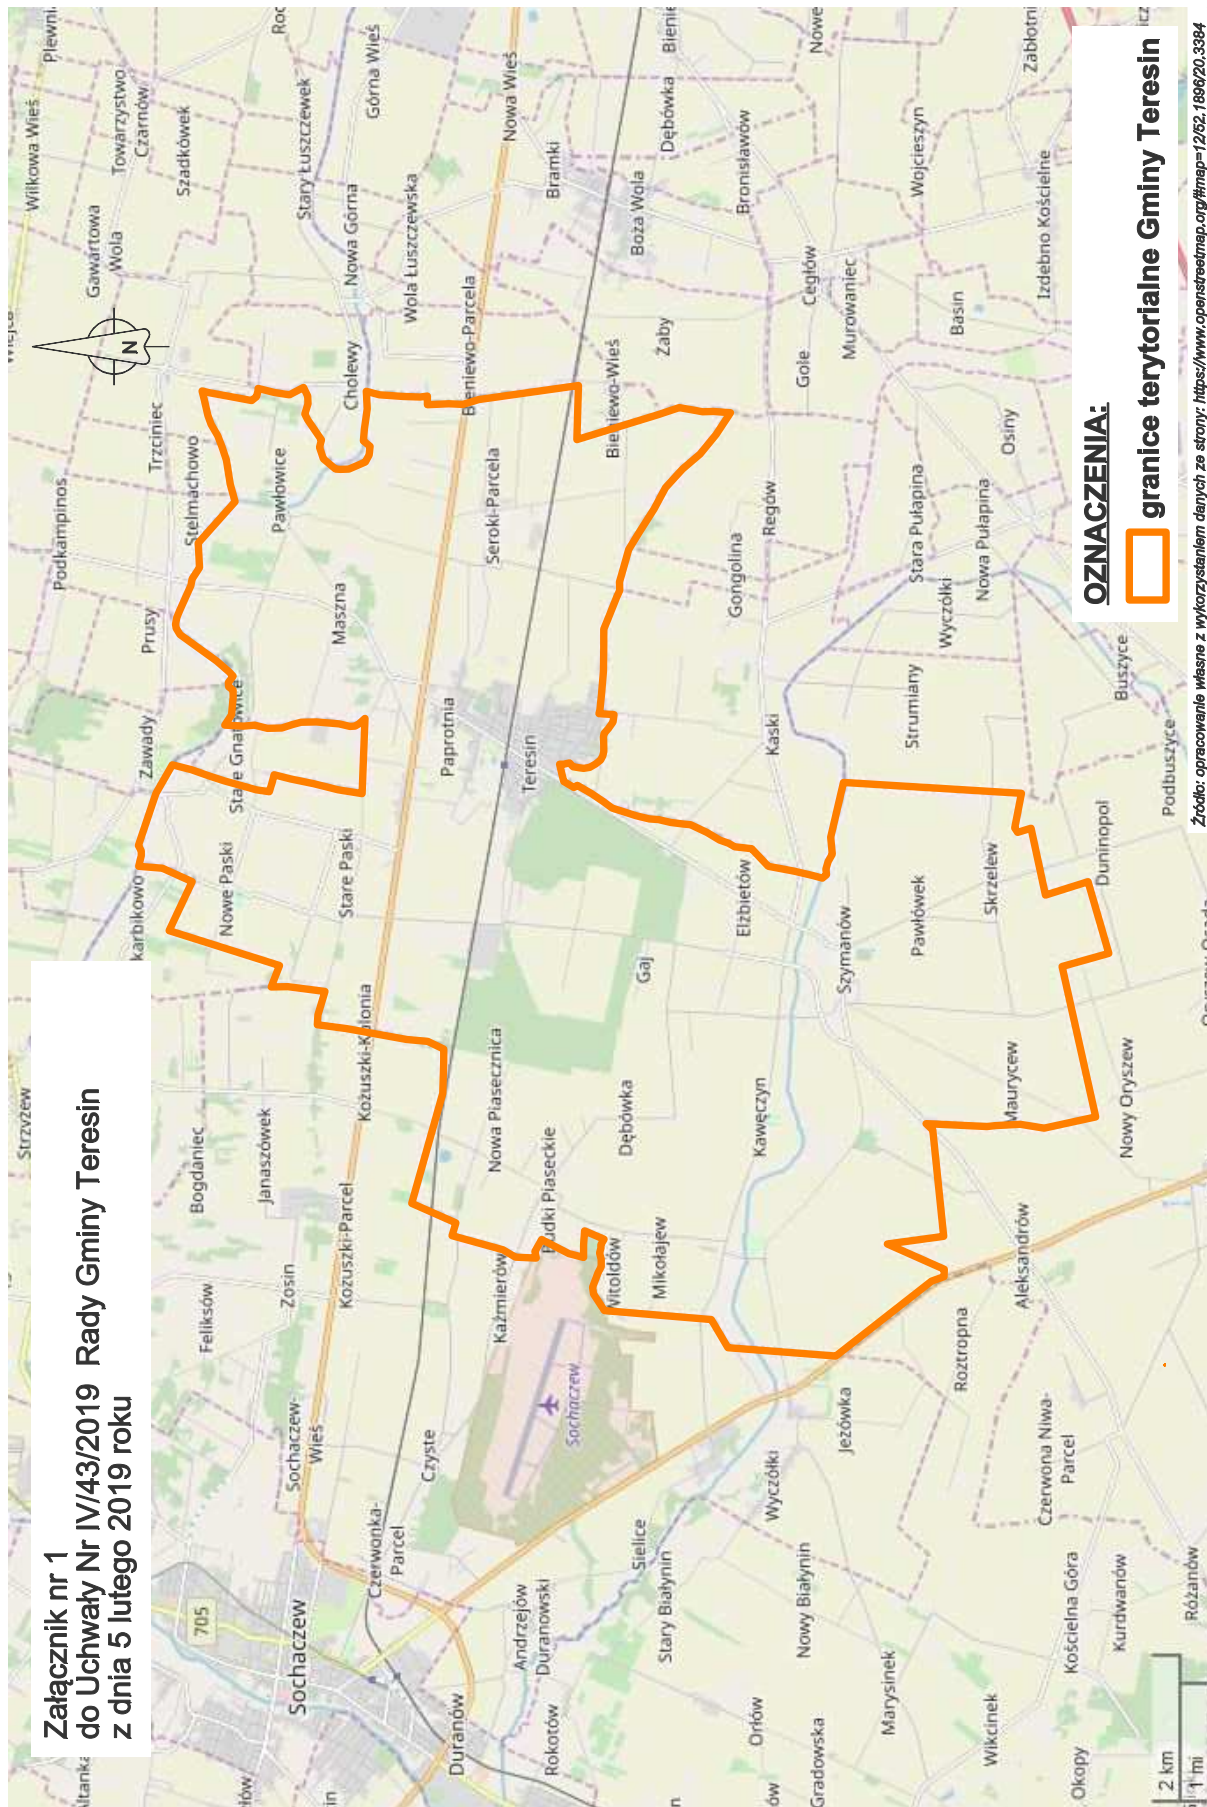 Załącznik nr 1
do Uchwały Nr IV/43/2019 Rady Gminy Teresin
z dnia 5 lutego 2019 roku
Strzyżew
Wilkowa Wieś
Towarzystwo
Czarnów
Szadkówek
Gawartowa
Wola
Podkampinos
Trzciniec
Stelmachowo
Prusy
Zawady
Bogdaniec
Janaszówek
Feliksów
Zosin
Sochaczew-
Wieś
705
Sochaczew
Stary Łuszczewek
Górna Wieś
Nowa Górna
Cholewy
Wola Łuszczewska
Pawłowice
Maszna
Stare Gnatowice
Nowe Paski
Stare Paski
Kożuszki-Kolonia
Kożuszki-Parcel
Czerwonka-
Parcel
Czyste
Duranów
Nowa Wieś
Bramki
Bieniewo-Parcela
Seroki-Parcela
Paprotnia
Teresin
Nowa Piasecznica
Budki Piaseckie
Kaźmierów
Sochaczew
Andrzejów
Duranowski
Rokotów
Dębówka
Boża Wola
Żaby
Bieniewo-Wieś
Gaj
Dębówka
Witoldów
Mikołajew
Sielice
Stary Białynin
Bronisławów
Cegłów
Gole
Murowaniec
Regów
Gongolina
Kaski
Elżbietów
Szymanów
Kawęczyn
Wyczółki
Jeżówka
Nowy Białynin
Orłów
Gradowska
Marysinek
Wojcieszyn
Izdebno Kościelne
Basin
Osiny
Stara Pułapina
Nowa Pułapina
Wyczółki
Strumiany
Pawłówek
Skrzelew
Maurycew
Aleksandrów
Roztropna
Czerwona Niwa-
Parcel
Kościelna Góra
Kurdwanów
Różanów
Wikcinek
Okopy
Buszyce
Podbuszyce
Duninopol
Nowy Oryszew
N
OZNACZENIA:
granice terytorialne Gminy Teresin
Źródło: opracowanie własne z wykorzystaniem danych ze strony: https://www.openstreetmap.org/#map=12/52.1896/20.3384
2 km
1 mi